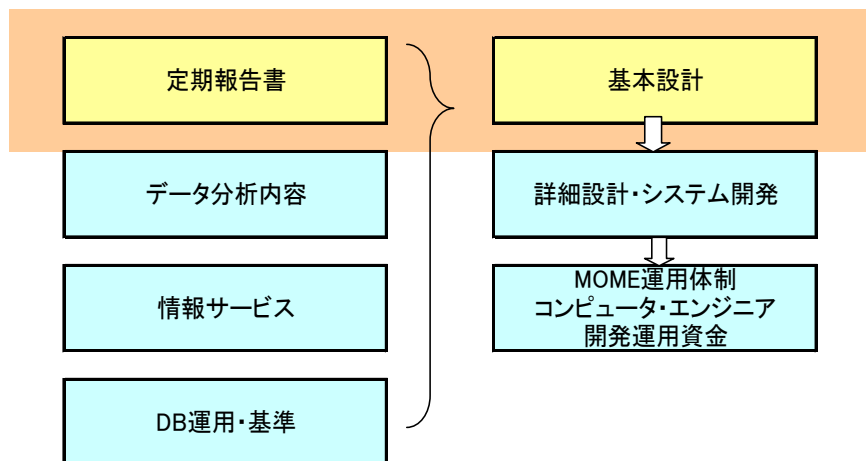 定期報告書
データ分析内容
情報サービス
DB運用・基準
基本設計
詳細設計・システム開発
MOME運用体制
コンピュータ・エンジニア
開発運用資金